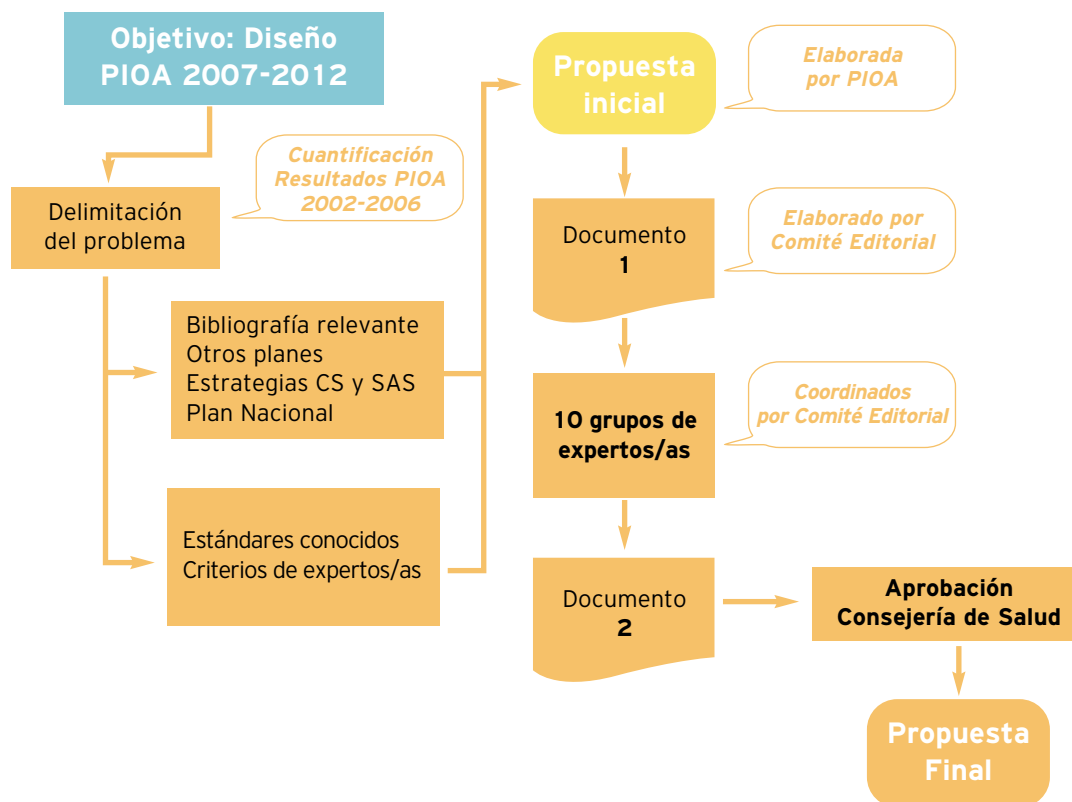 Objetivo: Diseño
PIOA 2007-2012
Cuantificación
Resultados PIOA
2002-2006
Delimitación
del problema
Bibliografía relevante
Otros planes
Estrategias CS y SAS
Plan Nacional
Estándares conocidos
Criterios de expertos/as
Propuesta
inicial
Elaborada
por PIOA
Documento
1
Elaborado por
Comité Editorial
10 grupos de
expertos/as
Coordinados
por Comité Editorial
Documento
2
Aprobación
Consejería de Salud
Propuesta
Final